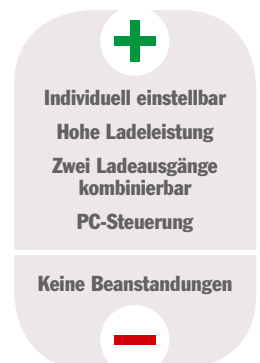 Individuell einstellbar
Hohe Ladeleistung
Zwei Ladeausgänge
kombinierbar
PC-Steuerung
Keine Beanstandungen